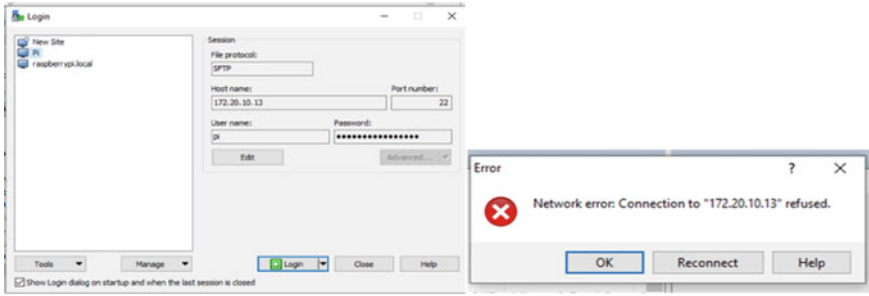 Login
New Site
Pi
raspberrypi.local
Session
File protocol:
SFTP
Host name: Port number:
172.20.10.13 22
User name: Password:
pi ••••••••••••••••
Edit Advanced...
Tools Manage Login Close Help
Show Login dialog on startup and when the last session is closed
Error ?
Network error: Connection to "172.20.10.13" refused.
OK Reconnect Help